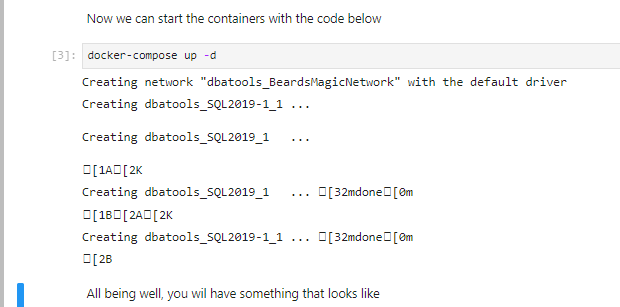 Now we can start the containers with the code below
[3]: docker-compose up -d
Creating network "dbatools_BeardsMagicNetwork" with the default driver
Creating dbatools_SQL2019-1_1 ...
Creating dbatools_SQL2019_1   ...
□[1A□[2K
Creating dbatools_SQL2019_1   ... □[32mdone□[0m
□[1B□[2A□[2K
Creating dbatools_SQL2019-1_1 ... □[32mdone□[0m
□[2B
All being well, you wil have something that looks like